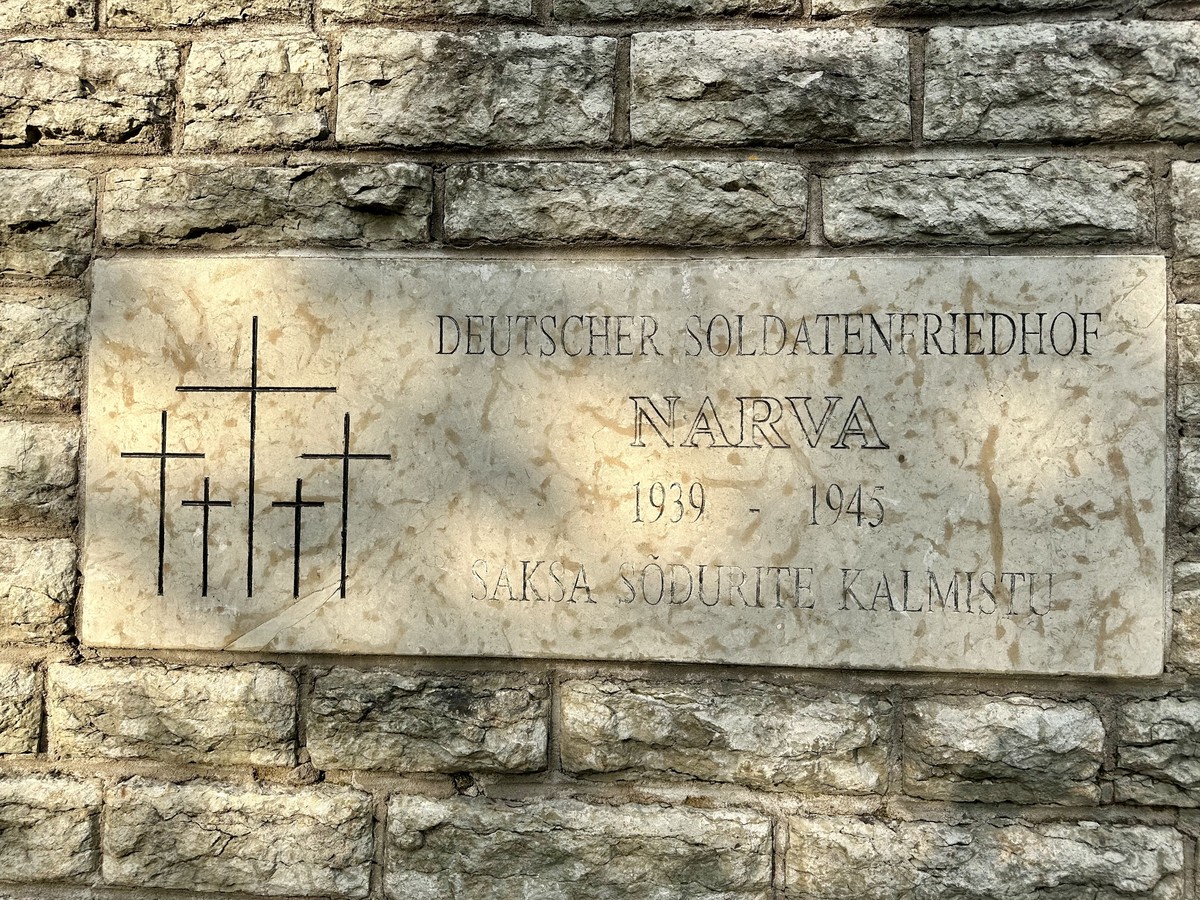 DEUTSCHER SOLDATENFRIEDHOF
NARVA
1939 - 1945
SAKSA SÕDURITE KALMISTU